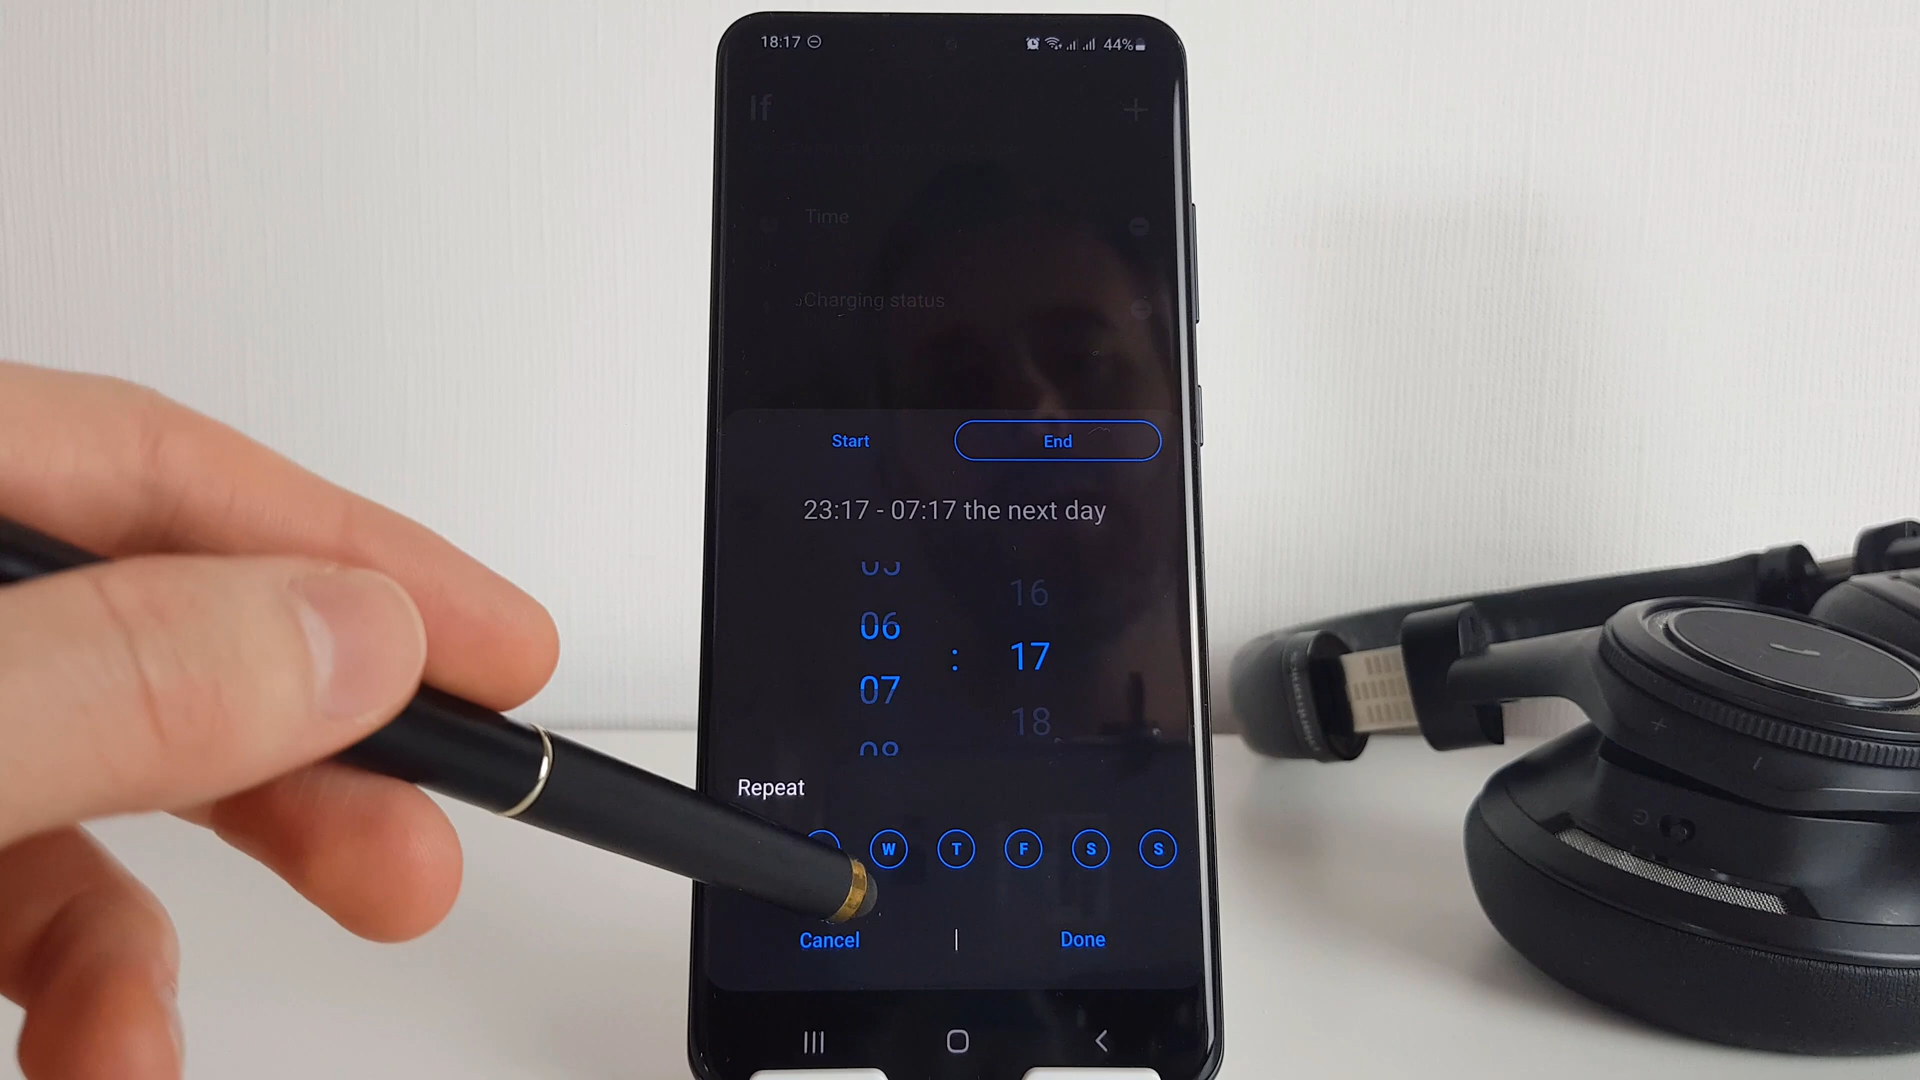 18:17 44%
If
Time
Charging status
Start End
23:17 - 07:17 the next day
16
06
: 17
07
18
Repeat
W T F S S
Cancel | Done